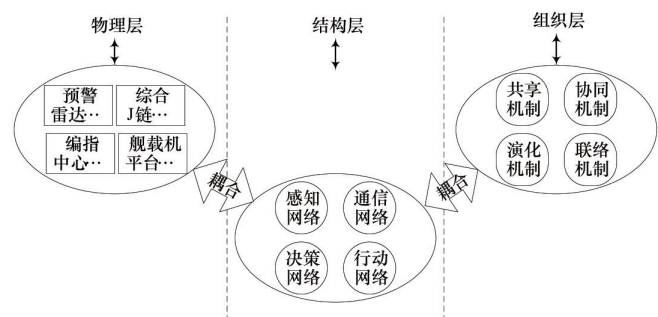 物理层
结构层
组织层
预警
雷达…
综合
J链…
编指
中心…
舰载机
平台…
耦合
感知
网络
通信
网络
决策
网络
行动
网络
耦合
共享
机制
协同
机制
演化
机制
联络
机制